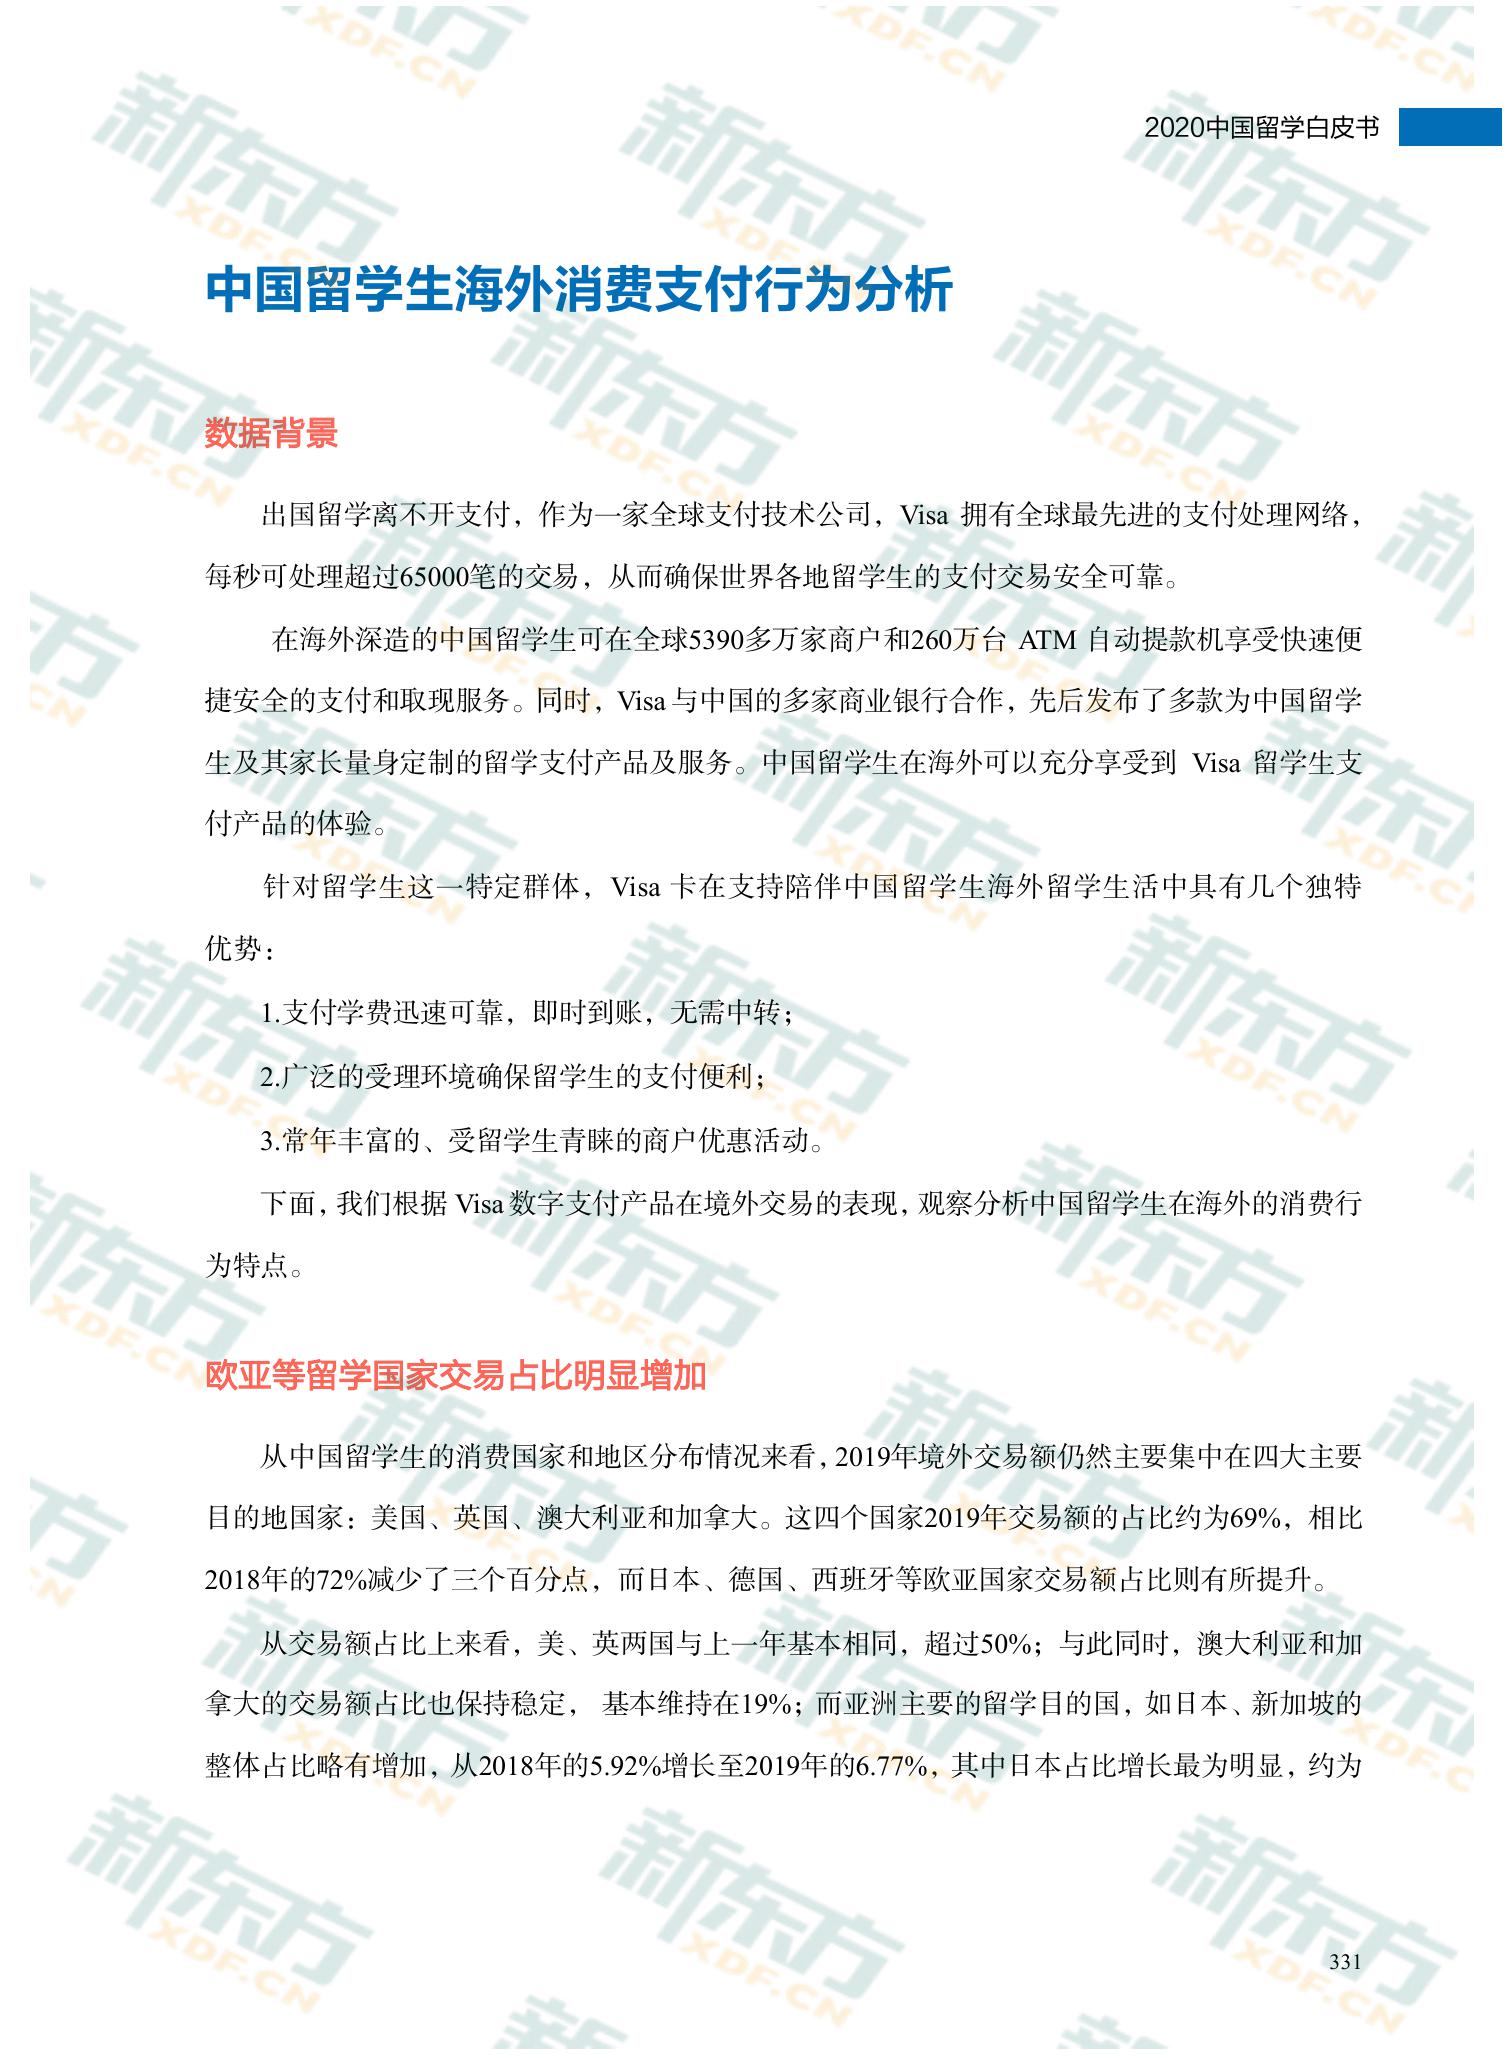 2020中国留学白皮书
中国留学生海外消费支付行为分析
数据背景
出国留学离不开支付，作为一家全球支付技术公司，Visa 拥有全球最先进的支付处理网络，
每秒可处理超过65000笔的交易，从而确保世界各地留学生的支付交易安全可靠。
在海外深造的中国留学生可在全球5390多万家商户和260万台 ATM 自动提款机享受快速便
捷安全的支付和取现服务。同时，Visa 与中国的多家商业银行合作，先后发布了多款为中国留学
生及其家长量身定制的留学支付产品及服务。中国留学生在海外可以充分享受到 Visa 留学生支
付产品的体验。
针对留学生这一特定群体，Visa 卡在支持陪伴中国留学生海外留学生活中具有几个独特
优势：
1.支付学费迅速可靠，即时到账，无需中转；
2.广泛的受理环境确保留学生的支付便利；
3.常年丰富的、受留学生青睐的商户优惠活动。
下面，我们根据 Visa 数字支付产品在境外交易的表现，观察分析中国留学生在海外的消费行
为特点。
欧亚等留学国家交易占比明显增加
从中国留学生的消费国家和地区分布情况来看，2019年境外交易额仍然主要集中在四大主要
目的地国家：美国、英国、澳大利亚和加拿大。这四个国家2019年交易额的占比约为69%，相比
2018年的72%减少了三个百分点，而日本、德国、西班牙等欧亚国家交易额占比则有所提升。
从交易额占比上来看，美、英两国与上一年基本相同，超过50%；与此同时，澳大利亚和加
拿大的交易额占比也保持稳定， 基本维持在19%；而亚洲主要的留学目的国，如日本、新加坡的
整体占比略有增加，从2018年的5.92%增长至2019年的6.77%，其中日本占比增长最为明显，约为
331
新东方
XDF.CN